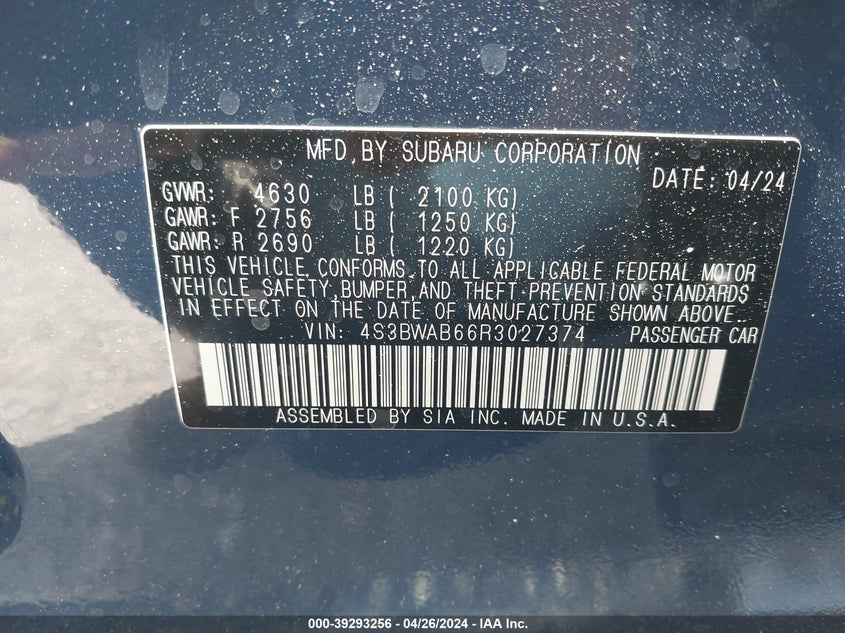 MFD.BY SUBARU CORPORATION
DATE: 04/24
GVWR: 4630 LB ( 2100 KG)
GAWR: F 2756 LB ( 1250 KG)
GAWR: R 2690 LB ( 1220 KG)
THIS VEHICLE CONFORMS TO ALL APPLICABLE FEDERAL MOTOR
VEHICLE SAFETY, BUMPER, AND THEFT PREVENTION STANDARDS
IN EFFECT ON THE DATE OF MANUFACTURE SHOWN ABOVE.
VIN: 4S3BWAB66R3027374 PASSENGER CAR
ASSEMBLED BY SIA INC. MADE IN U.S.A.
000-39293256 - 04/26/2024 - IAA Inc.